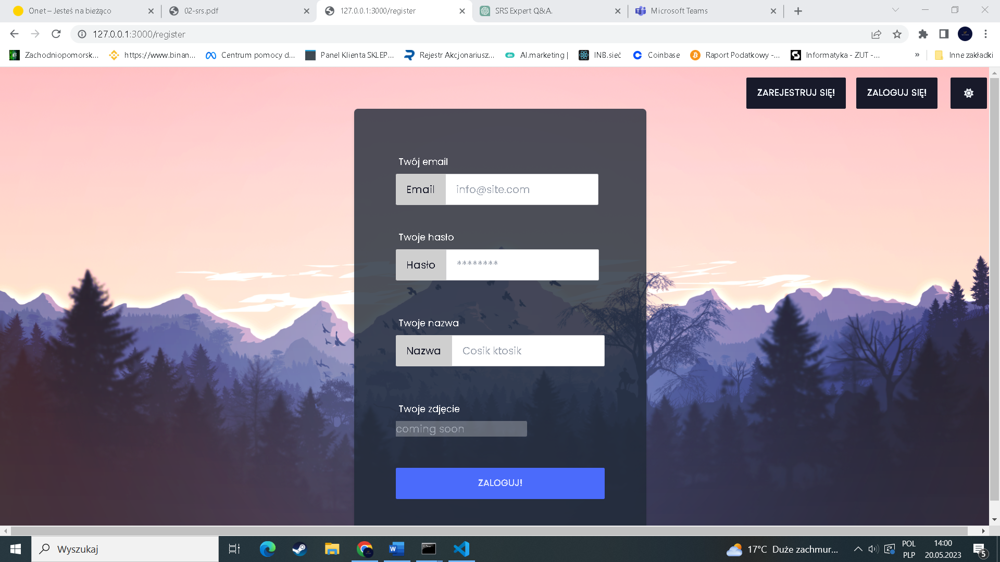 Onet – Jesteś na bieżąco
02-srs.pdf
127.0.0.1:3000/register
SRS Expert Q&A.
Microsoft Teams
127.0.0.1:3000/register
Zachodniopomorsk...
https://www.binan...
Centrum pomocy d...
Panel Klienta SKLEP...
Rejestr Akcjonariusz...
AI.marketing |
INB.sieć
Coinbase
Raport Podatkowy -...
Informatyka - ZUT -...
»
Inne zakładki
ZAREJESTRUJ SIĘ!
ZALOGUJ SIĘ!
Twój email
Email
info@site.com
Twoje hasło
Hasło
********
Twoje nazwa
Nazwa
Cosik ktosik
Twoje zdjęcie
coming soon
ZALOGUJ!
Wyszukaj
17°C Duże zachmur...
POL
PLP
14:00
20.05.2023
5